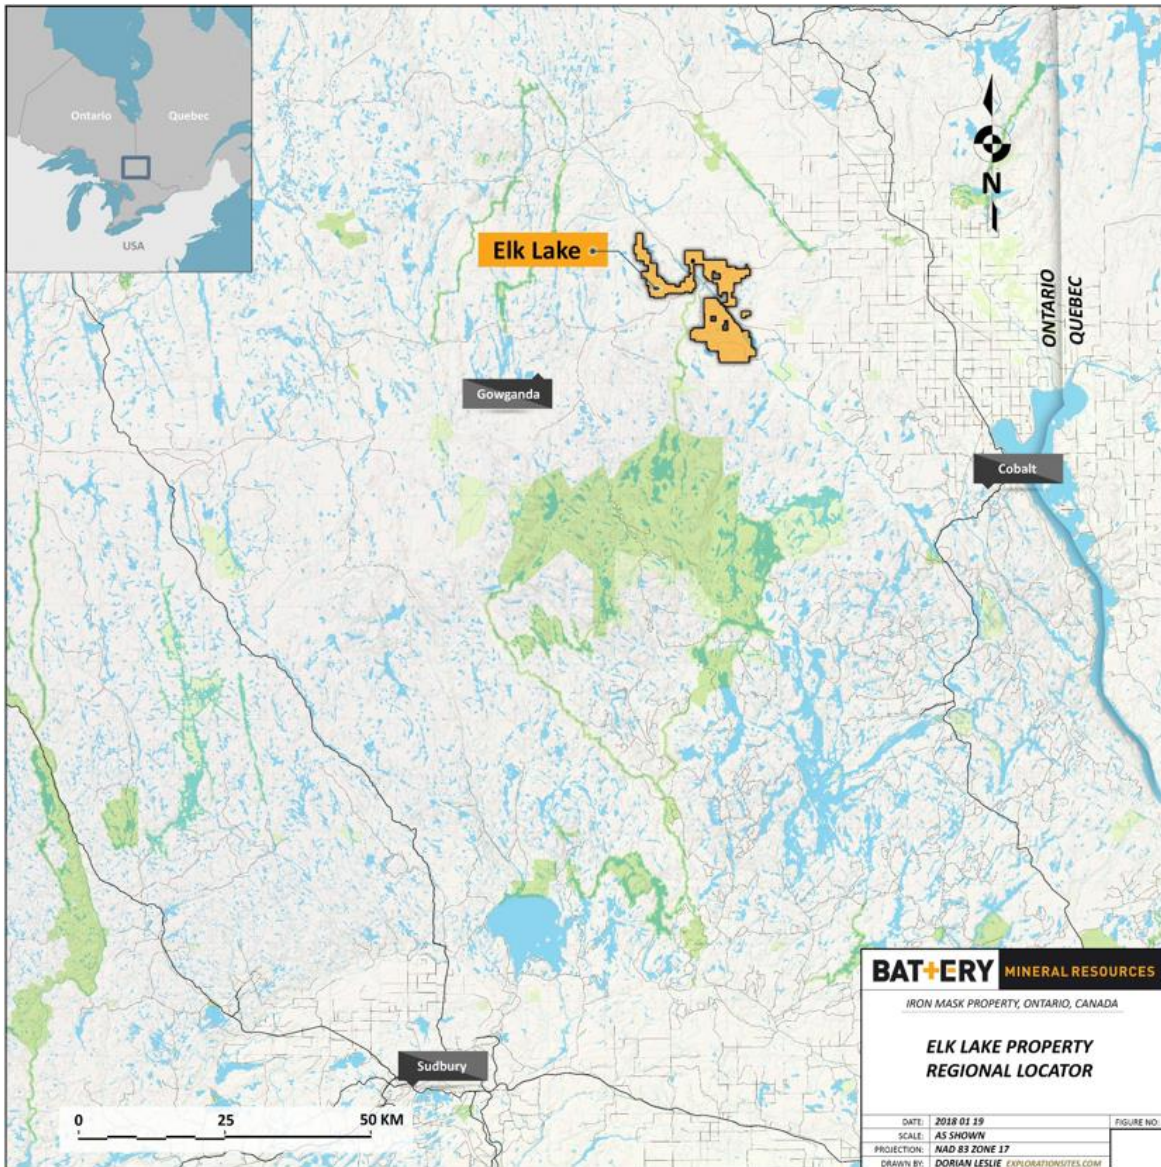 Ontario
Quebec
USA
N
Elk Lake
ONTARIO
QUEBEC
Gowganda
Cobalt
Sudbury
0 25 50 KM
BAT+ERY MINERAL RESOURCES
IRON MASK PROPERTY, ONTARIO, CANADA
ELK LAKE PROPERTY
REGIONAL LOCATOR
DATE: 2018 01 19 FIGURE NO:
SCALE: AS SHOWN
PROJECTION: NAD 83 ZONE 17
DRAWN BY: DORIAN LESLIE EXPLORATIONSITES.COM